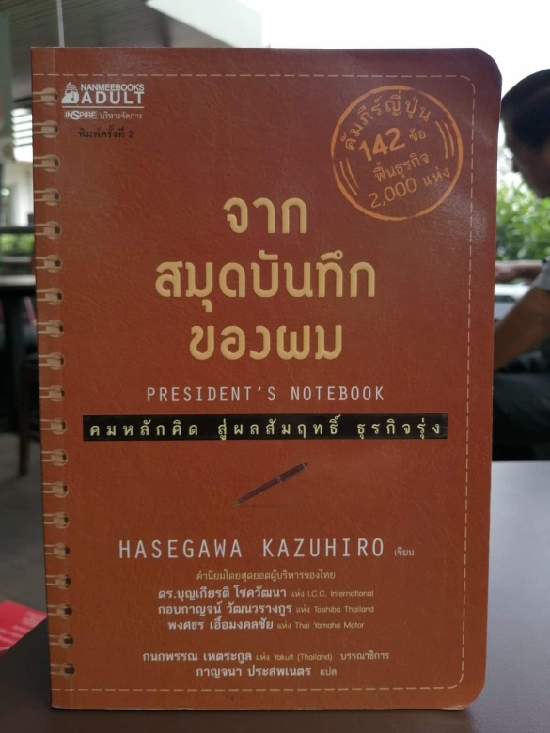 NANMEEBOOKS
ADULT
INSPIRE บริหารจัดการ
พิมพ์ครั้งที่ 2
คัมภีร์ญี่ปุ่น
142 ข้อ
ฟื้นธุรกิจ
2,000 แห่ง
จาก
สมุดบันทึก
ของผม
PRESIDENT'S NOTEBOOK
คมหลักคิด สู่ผลสัมฤทธิ์ ธุรกิจรุ่ง
HASEGAWA KAZUHIRO เขียน
คำนิยมโดยสุดยอดผู้บริหารของไทย
ดร.บุญเกียรติ โชควัฒนา แห่ง I.C.C. International
กอบกาญจน์ วัฒนวรางกูร แห่ง Toshiba Thailand
พงศธร เอื้อมงคลชัย แห่ง Thai Yamaha Motor
กนกพรรณ เหตระกูล แห่ง Yakult (Thailand) บรรณาธิการ
กาญจนา ประสพเนตร แปล